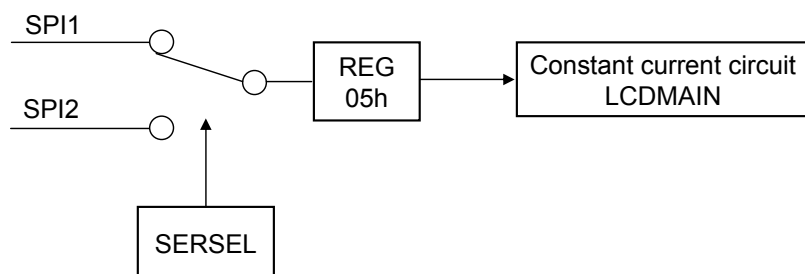 SPI1
SPI2
REG
05h
Constant current circuit
LCDMAIN
SERSEL